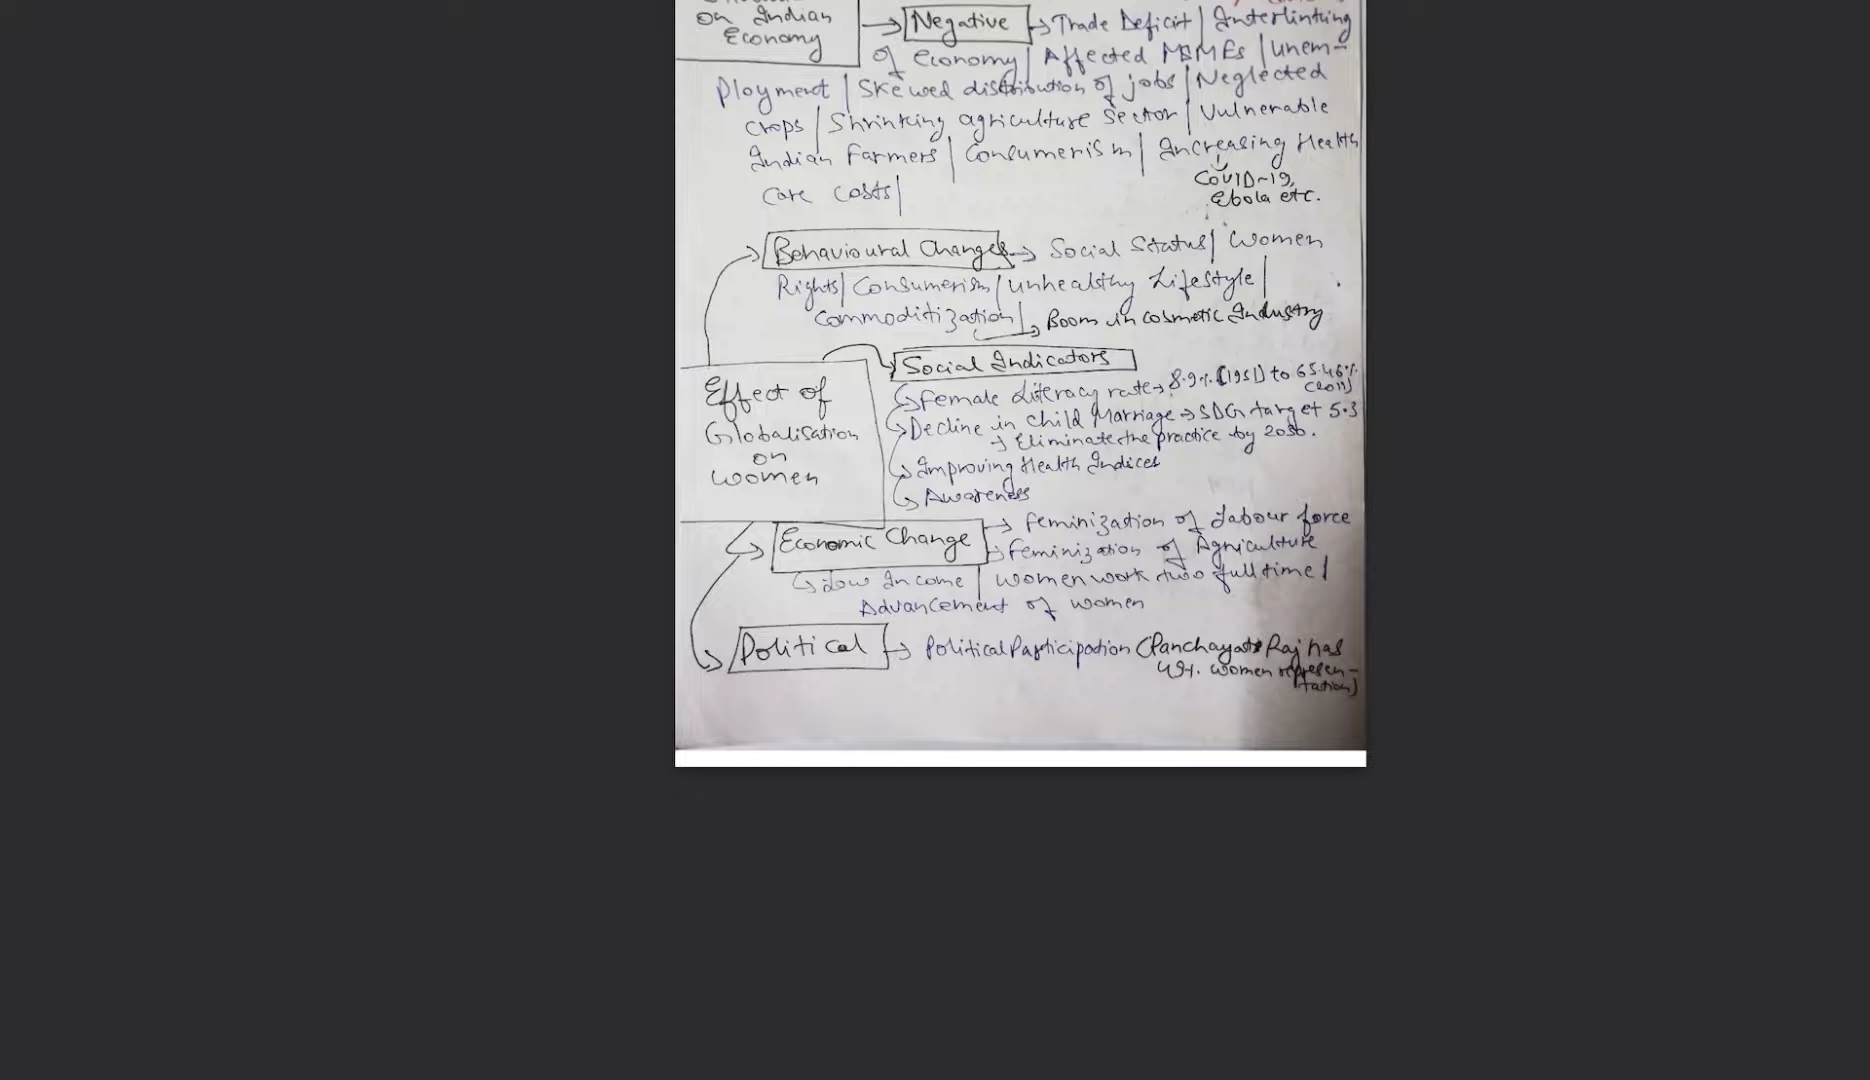 on Indian
Economy
→ Negative → Trade Deficit | Interlinking
of economy | Affected MSMEs | Unem-
ployment | Skewed distribution of jobs | Neglected
crops | Shrinking agriculture sector | Vulnerable
Indian Farmers | Consumerism | Increasing Health
care costs |
COVID-19,
Ebola etc.
Behavioural Changes → Social Status | Women
Rights | Consumerism | Unhealthy Lifestyle |
Commoditization | → Boom in cosmetic Industry
Effect of
Globalisation
on
women
Social Indicators
→ Female Literacy rate → 8.9% (1951) to 65.46%
(2011)
→ Decline in Child Marriage → SDG target 5.3
→ Eliminate the practice by 2030.
→ Improving Health Indices
→ Awareness
Economic Change → Feminization of Labour force
→ Feminization of Agriculture
→ Low Income | Women work two full time |
Advancement of women
Political → Political Participation (Panchayati Raj has
women represen-
tation)